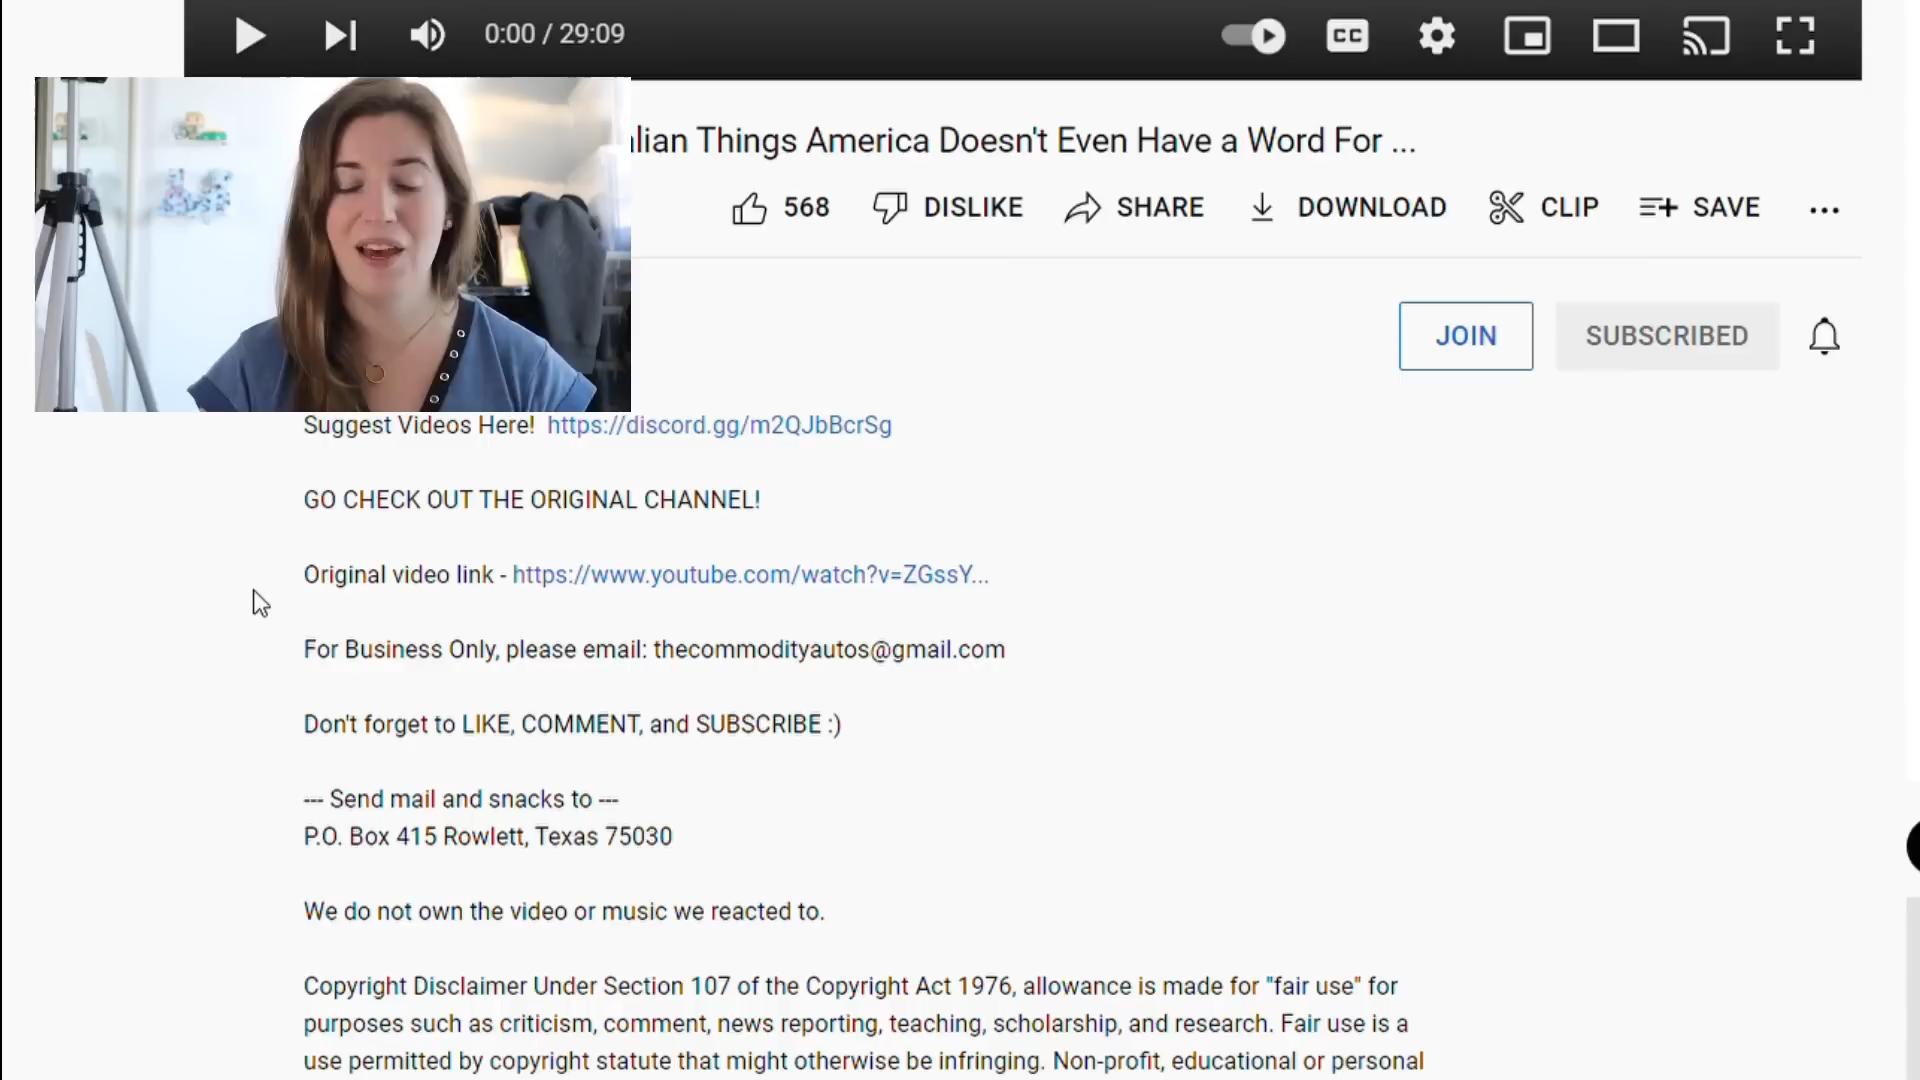 0:00 / 29:09
CC
lian Things America Doesn't Even Have a Word For ...
568 DISLIKE SHARE DOWNLOAD CLIP SAVE ...
JOIN SUBSCRIBED
Suggest Videos Here! https://discord.gg/m2QJbBcrSg
GO CHECK OUT THE ORIGINAL CHANNEL!
Original video link - https://www.youtube.com/watch?v=ZGssY...
For Business Only, please email: thecommodityautos@gmail.com
Don't forget to LIKE, COMMENT, and SUBSCRIBE :)
--- Send mail and snacks to ---
P.O. Box 415 Rowlett, Texas 75030
We do not own the video or music we reacted to.
Copyright Disclaimer Under Section 107 of the Copyright Act 1976, allowance is made for "fair use" for
purposes such as criticism, comment, news reporting, teaching, scholarship, and research. Fair use is a
use permitted by copyright statute that might otherwise be infringing. Non-profit, educational or personal